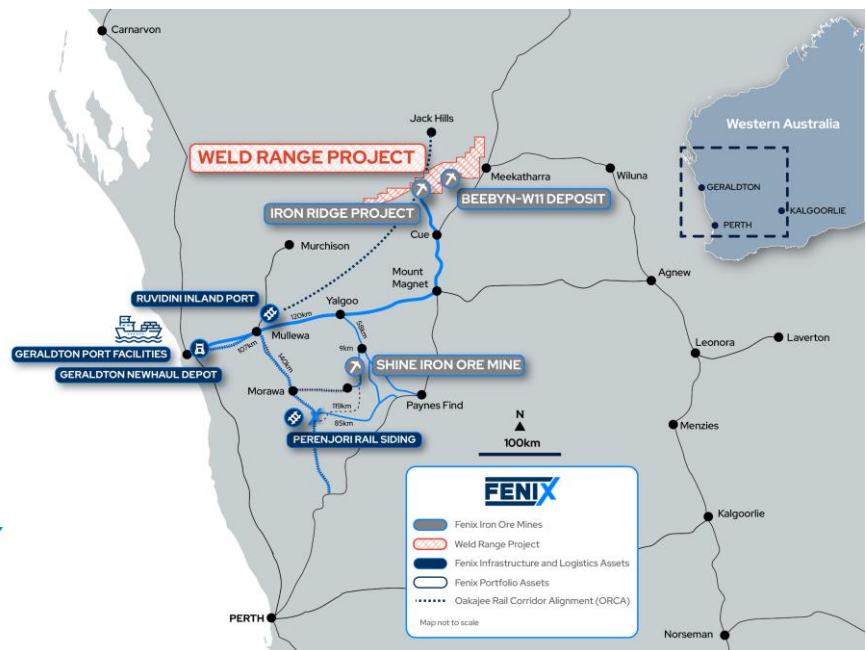 Carnarvon
Western Australia
GERALDTON
KALGOORLIE
PERTH
Jack Hills
WELD RANGE PROJECT
Meekatharra
Wiluna
BEEBYN-W11 DEPOSIT
IRON RIDGE PROJECT
Cue
Murchison
Mount
Magnet
Agnew
RUVIDINI INLAND PORT
Yalgoo
120km
58km
Mullewa
107km
GERALDTON PORT FACILITIES
GERALDTON NEWHAUL DEPOT
9km
140km
SHINE IRON ORE MINE
Leonora
Laverton
Morawa
119km
85km
Paynes Find
PERENJORI RAIL SIDING
Menzies
N
100km
FENIX
Fenix Iron Ore Mines
Weld Range Project
Fenix Infrastructure and Logistics Assets
Fenix Portfolio Assets
Oakajee Rail Corridor Alignment (ORCA)
Map not to scale
Kalgoorlie
PERTH
Norseman